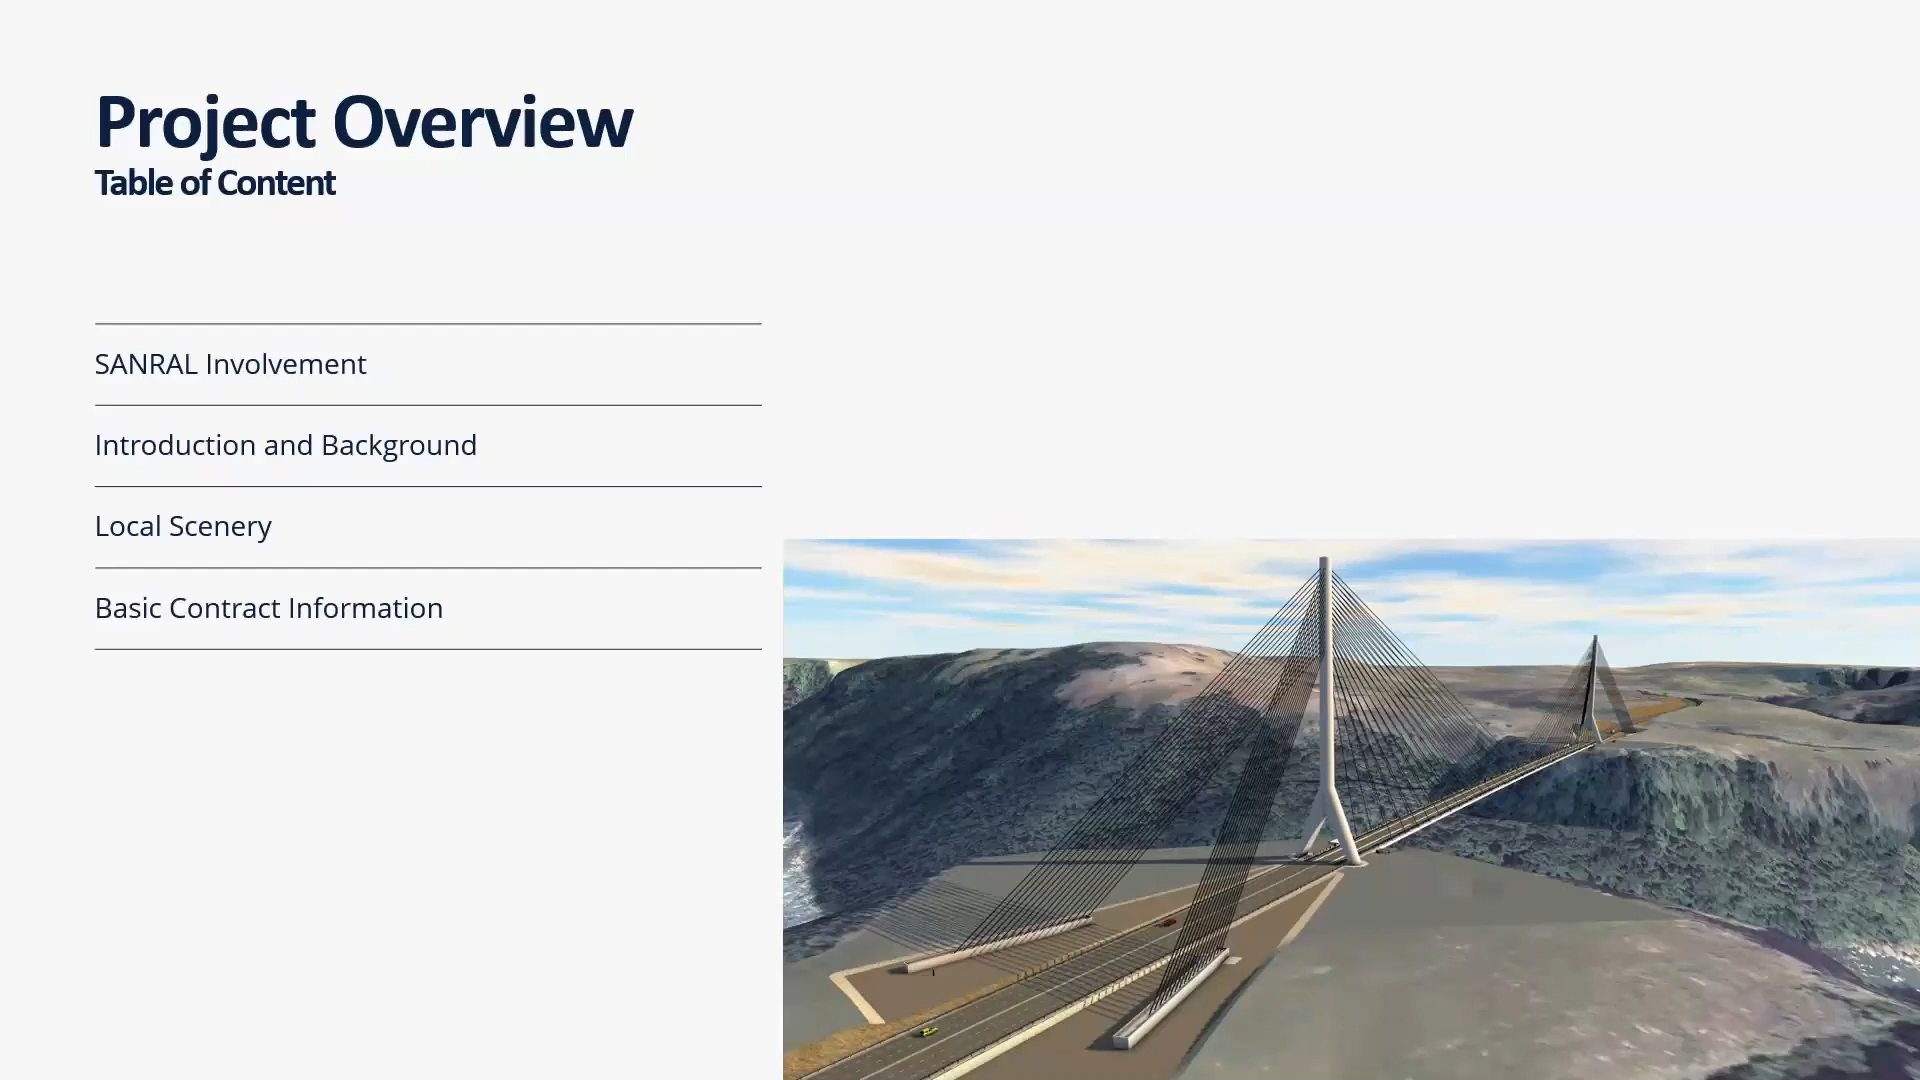 Project Overview
Table of Content
SANRAL Involvement
Introduction and Background
Local Scenery
Basic Contract Information